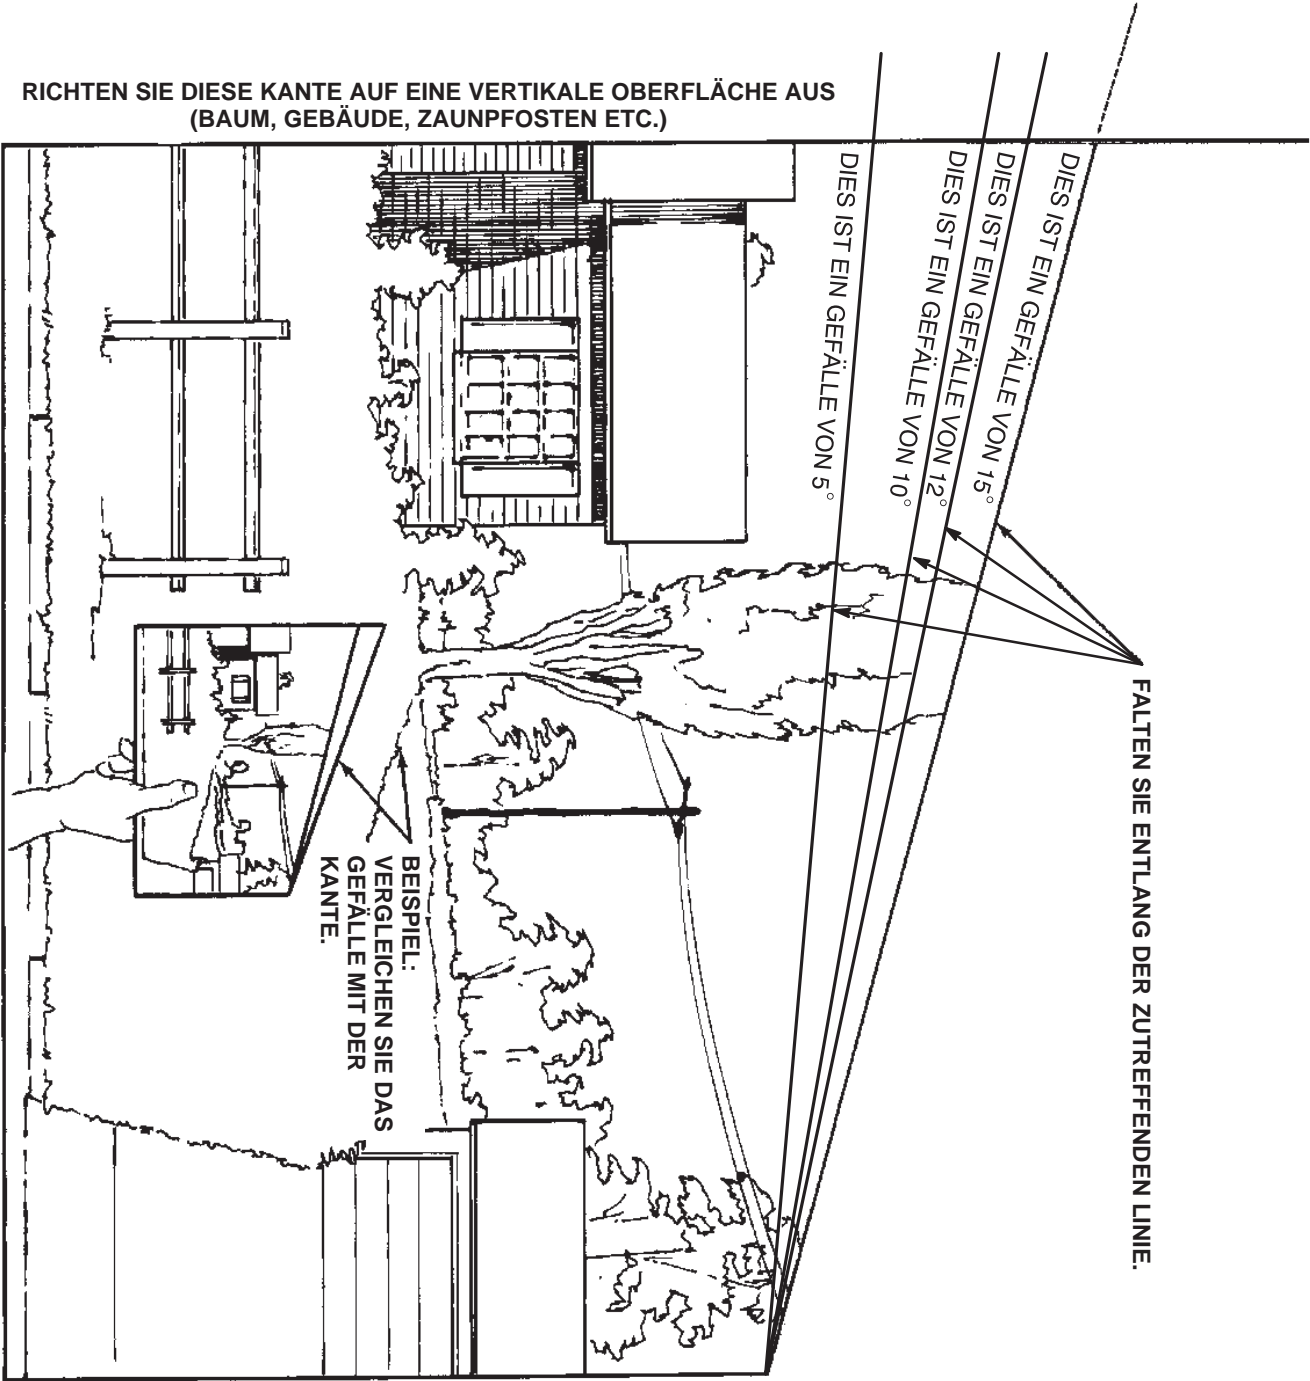 RICHTEN SIE DIESE KANTE AUF EINE VERTIKALE OBERFLÄCHE AUS
(BAUM, GEBÄUDE, ZAUNPFOSTEN ETC.)
DIES IST EIN GEFÄLLE VON 15°
DIES IST EIN GEFÄLLE VON 12°
DIES IST EIN GEFÄLLE VON 10°
DIES IST EIN GEFÄLLE VON 5°
FALTEN SIE ENTLANG DER ZUTREFFENDEN LINIE.
BEISPIEL:
VERGLEICHEN SIE DAS
GEFÄLLE MIT DER
KANTE.